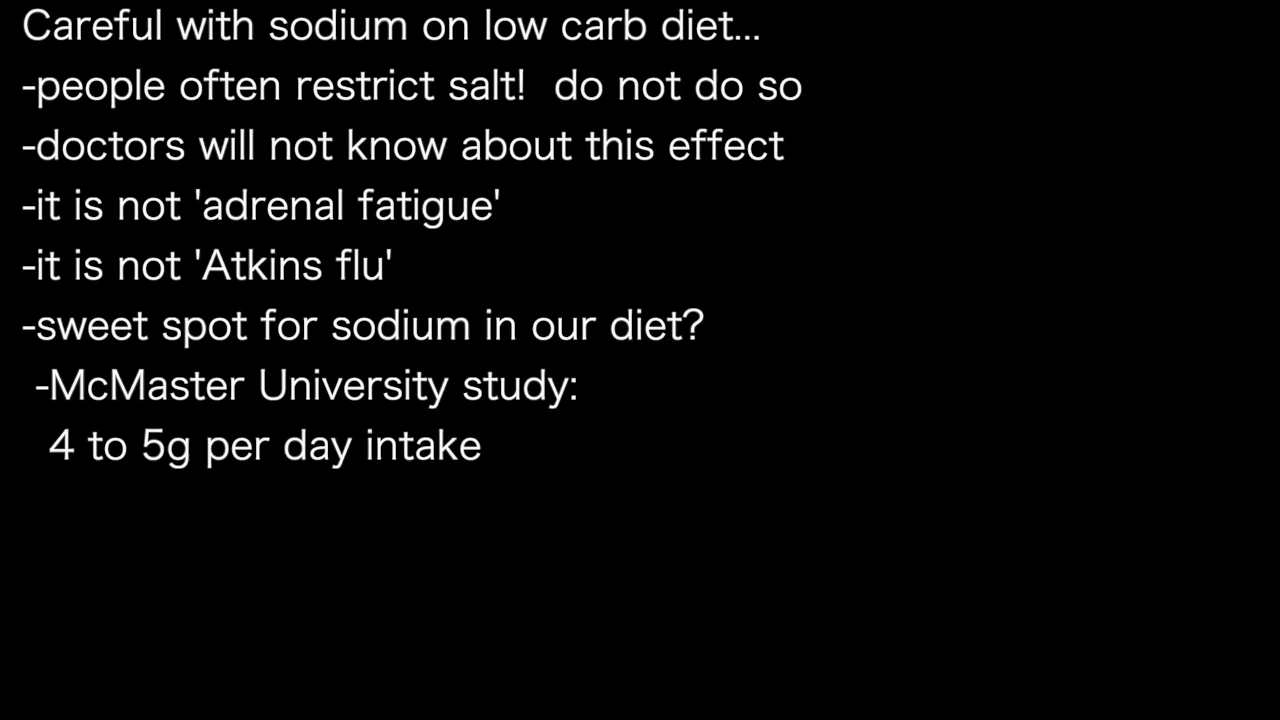 Careful with sodium on low carb diet...
-people often restrict salt!  do not do so
-doctors will not know about this effect
-it is not 'adrenal fatigue'
-it is not 'Atkins flu'
-sweet spot for sodium in our diet?
-McMaster University study:
4 to 5g per day intake